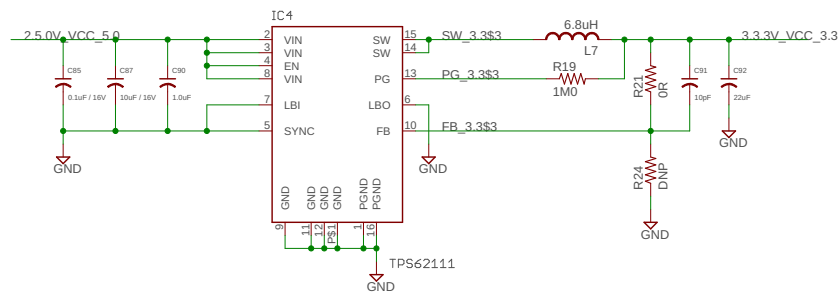 IC4
2.5.0V_VCC_5.0
2
VIN
3
VIN
4
EN
8
VIN
7
LBI
5
SYNC
SW
15
SW_3.3$3
SW
14
PG
13
PG_3.3$3
LBO
6
FB
10
FB_3.3$3
6.8uH
L7
3.3.3V_VCC_3.3
R19
1M0
R21
0R
C91
10pF
C92
22uF
C85
0.1uF / 16V
C87
10uF / 16V
C90
1.0uF
GND
GND
GND
R24
DNP
GND
GND
GND
GND
GND
PGND
PGND
9
11
12
P$1
1
16
TPS62111
GND